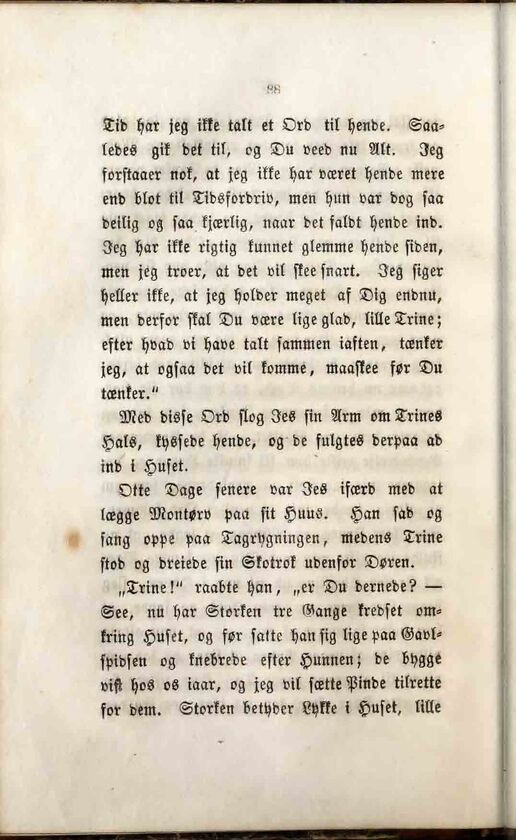 88
Tid har jeg ikke talt et Ord til hende. Saa-
ledes gik det til, og Du veed nu Alt. Jeg
forstaaer nok, at jeg ikke har været hende mere
end blot til Tidsfordriv, men hun var dog saa
deilig og saa kjærlig, naar det faldt hende ind.
Jeg har ikke rigtig kunnet glemme hende siden,
men jeg troer, at det vil skee snart. Jeg siger
heller ikke, at jeg holder meget af Dig endnu,
men derfor skal Du være lige glad, lille Trine;
efter hvad vi have talt sammen iaften, tænker
jeg, at ogsaa det vil komme, maaskee før Du
tænker."
Med disse Ord slog Jes sin Arm om Trines
Hals, kyssede hende, og de fulgtes derpaa ad
ind i Huset.
Otte Dage senere var Jes ifærd med at
lægge Montørv paa sit Huus. Han sad og
sang oppe paa Tagrygningen, medens Trine
stod og dreiede sin Skotrok udenfor Døren.
„Trine!" raabte han, „er Du dernede? —
See, nu har Storken tre Gange kredset om-
kring Huset, og før satte han sig lige paa Gavl-
spidsen og knebrede efter Hunnen; de bygge
vist hos os iaar, og jeg vil sætte Pinde tilrette
for dem. Storken betyder Lykke i Huset, lille